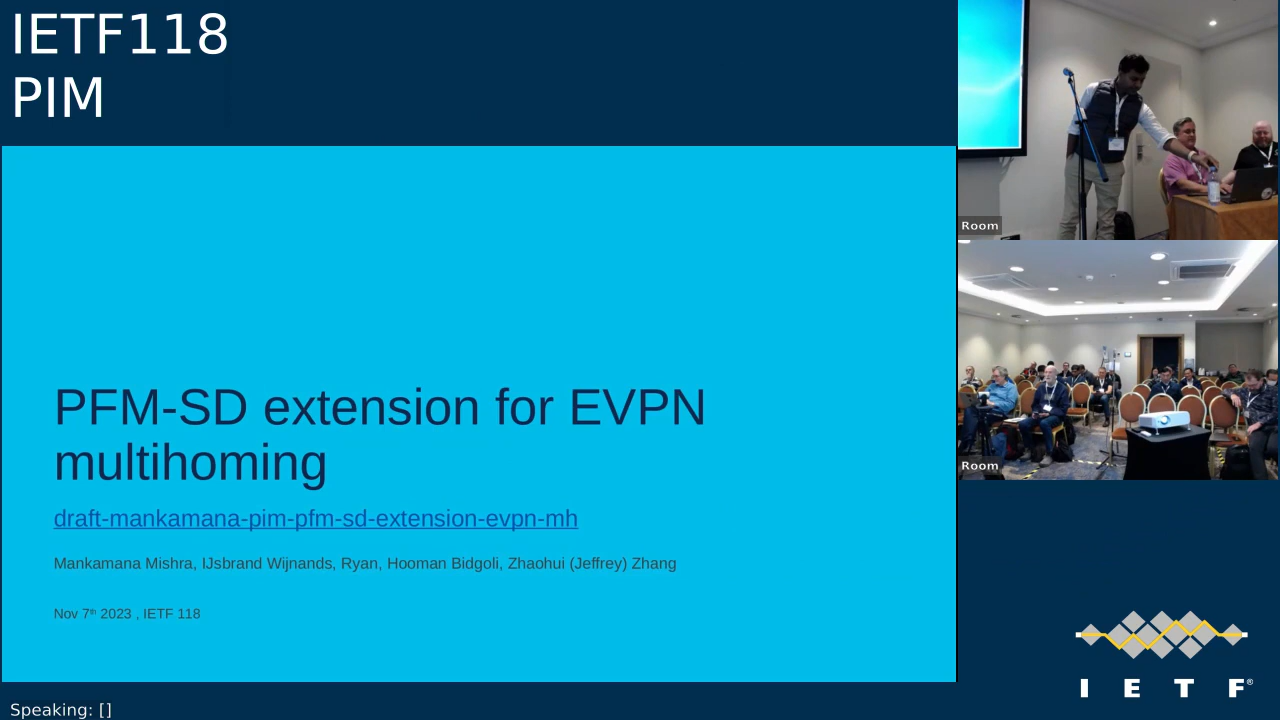 IETF118
PIM
PFM-SD extension for EVPN
multihoming
draft-mankamana-pim-pfm-sd-extension-evpn-mh
Mankamana Mishra, IJsbrand Wijnands, Ryan, Hooman Bidgoli, Zhaohui (Jeffrey) Zhang
Nov 7th 2023 , IETF 118
Speaking: []
Room
Room
I E T F®